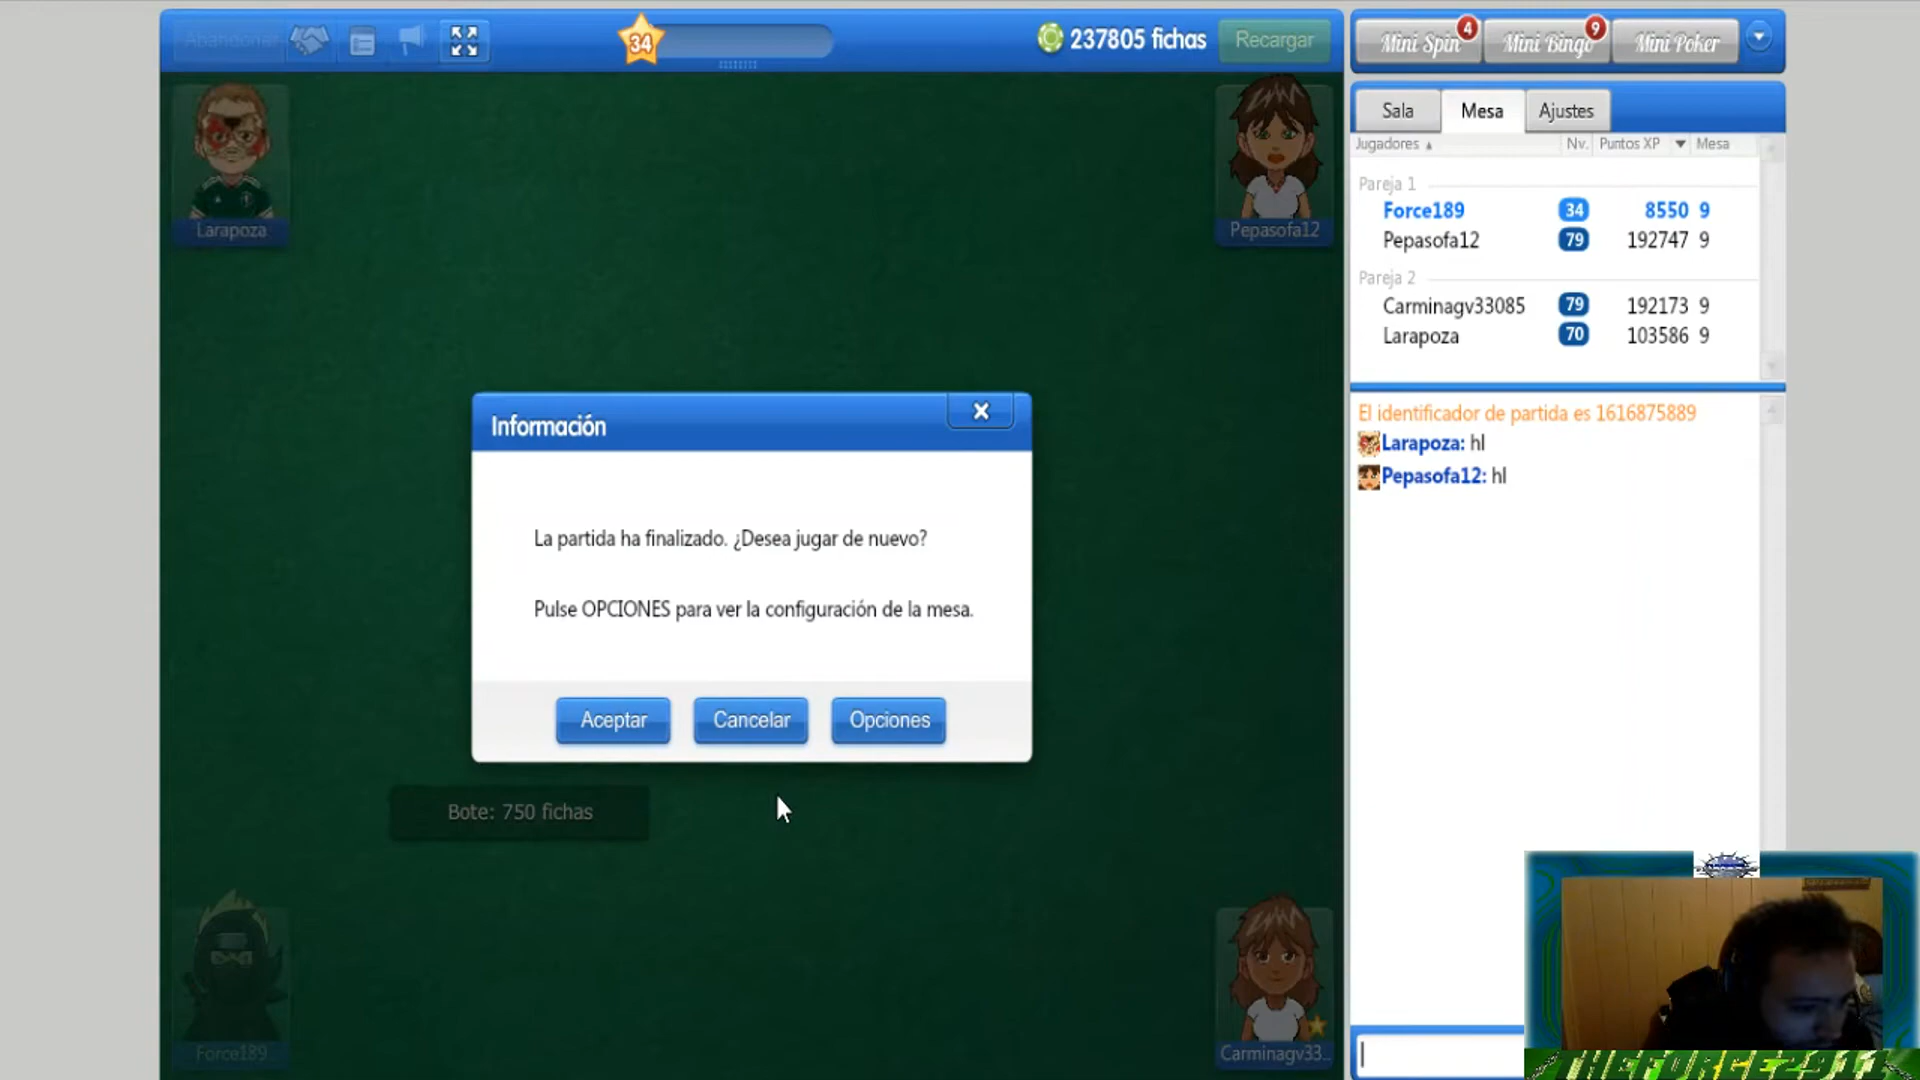 Abandonar
34
237805 fichas
Recargar
Mini Spin
4
Mini Bingo
9
Mini Poker
Sala
Mesa
Ajustes
Jugadores
Nv.
Puntos XP
Mesa
Pareja 1
Force189 34 8550 9
Pepasofa12 79 192747 9
Pareja 2
Carminagv33085 79 192173 9
Larapoza 70 103586 9
Larapoza
Pepasofa12
Información
La partida ha finalizado. ¿Desea jugar de nuevo?
Pulse OPCIONES para ver la configuración de la mesa.
Aceptar
Cancelar
Opciones
Bote: 750 fichas
El identificador de partida es 1616875889
Larapoza: hl
Pepasofa12: hl
Force189
Carminagv33..
THEFORCE2911